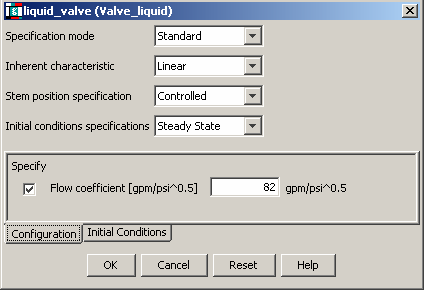 liquid_valve (Valve_liquid)
Specification mode Standard
Inherent characteristic Linear
Stem position specification Controlled
Initial conditions specifications Steady State
Specify
Flow coefficient [gpm/psi^0.5] 82 gpm/psi^0.5
Configuration Initial Conditions
OK Cancel Reset Help